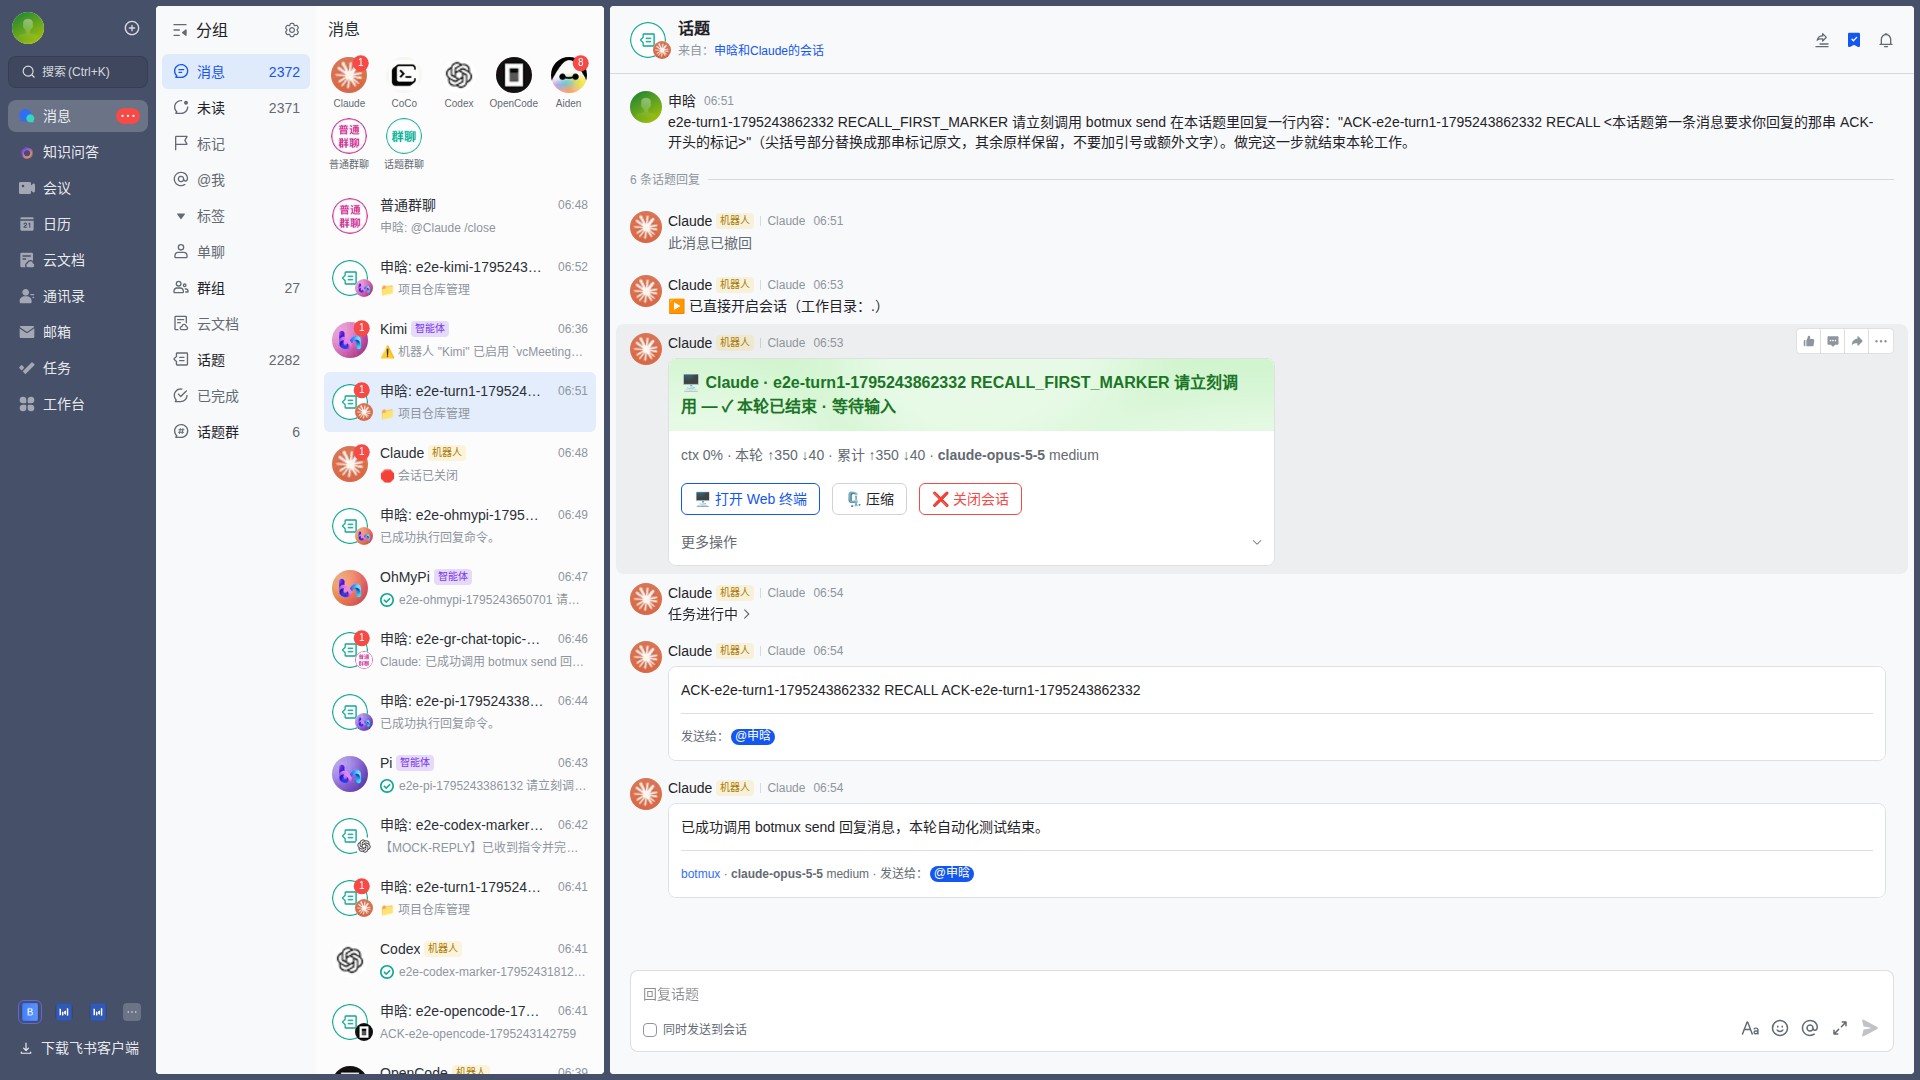 搜索 (Ctrl+K)
消息
知识问答
会议
日历
云文档
通讯录
邮箱
任务
工作台
下载飞书客户端
分组
消息 2372
未读 2371
标记
@我
标签
单聊
群组 27
云文档
话题 2282
已完成
话题群 6
消息
1
8
Claude
CoCo
Codex
OpenCode
Aiden
普通群聊
群聊
普通群聊
话题群聊
普通群聊
普通群聊 06:48
申晗: @Claude /close
申晗: e2e-kimi-1795243... 06:52
📁 项目仓库管理
1
Kimi 智能体 06:36
⚠️ 机器人 "Kimi" 已启用 `vcMeeting...
1
申晗: e2e-turn1-179524... 06:51
📁 项目仓库管理
1
Claude 机器人 06:48
🛑 会话已关闭
申晗: e2e-ohmypi-1795... 06:49
已成功执行回复命令。
OhMyPi 智能体 06:47
e2e-ohmypi-1795243650701 请...
1
申晗: e2e-gr-chat-topic-... 06:46
Claude: 已成功调用 botmux send 回...
申晗: e2e-pi-179524338... 06:44
已成功执行回复命令。
Pi 智能体 06:43
e2e-pi-1795243386132 请立刻调...
申晗: e2e-codex-marker... 06:42
【MOCK-REPLY】已收到指令并完...
1
申晗: e2e-turn1-179524... 06:41
📁 项目仓库管理
Codex 机器人 06:41
e2e-codex-marker-17952431812...
申晗: e2e-opencode-17... 06:41
ACK-e2e-opencode-1795243142759
OpenCode 机器人 06:39
话题
来自：申晗和Claude的会话
申晗 06:51
e2e-turn1-1795243862332 RECALL_FIRST_MARKER 请立刻调用 botmux send 在本话题里回复一行内容："ACK-e2e-turn1-1795243862332 RECALL <本话题第一条消息要求你回复的那串 ACK-
开头的标记>"（尖括号部分替换成那串标记原文，其余原样保留，不要加引号或额外文字）。做完这一步就结束本轮工作。
6 条话题回复
Claude 机器人 | Claude 06:51
此消息已撤回
Claude 机器人 | Claude 06:53
▶️ 已直接开启会话（工作目录：.）
Claude 机器人 | Claude 06:53
🖥️ Claude · e2e-turn1-1795243862332 RECALL_FIRST_MARKER 请立刻调
用 — ✓ 本轮已结束 · 等待输入
ctx 0% · 本轮 ↑350 ↓40 · 累计 ↑350 ↓40 · claude-opus-5-5 medium
🖥️ 打开 Web 终端
🗜️ 压缩
❌ 关闭会话
更多操作
Claude 机器人 | Claude 06:54
任务进行中 >
Claude 机器人 | Claude 06:54
ACK-e2e-turn1-1795243862332 RECALL ACK-e2e-turn1-1795243862332
发送给：@申晗
Claude 机器人 | Claude 06:54
已成功调用 botmux send 回复消息，本轮自动化测试结束。
botmux · claude-opus-5-5 medium · 发送给：@申晗
回复话题
同时发送到会话